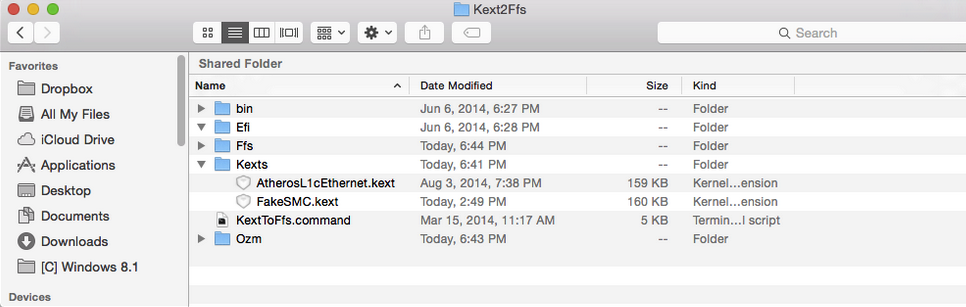 Kext2Ffs
Search
Favorites
Dropbox
All My Files
iCloud Drive
Applications
Desktop
Documents
Downloads
[C] Windows 8.1
Devices
Shared Folder
Name Date Modified Size Kind
bin Jun 6, 2014, 6:27 PM -- Folder
Efi Jun 6, 2014, 6:28 PM -- Folder
Ffs Today, 6:44 PM -- Folder
Kexts Today, 6:41 PM -- Folder
AtherosL1cEthernet.kext Aug 3, 2014, 7:38 PM 159 KB Kernel...ension
FakeSMC.kext Today, 2:49 PM 160 KB Kernel...ension
KextToFfs.command Mar 15, 2014, 11:17 AM 5 KB Termin...l script
Ozm Today, 6:43 PM -- Folder